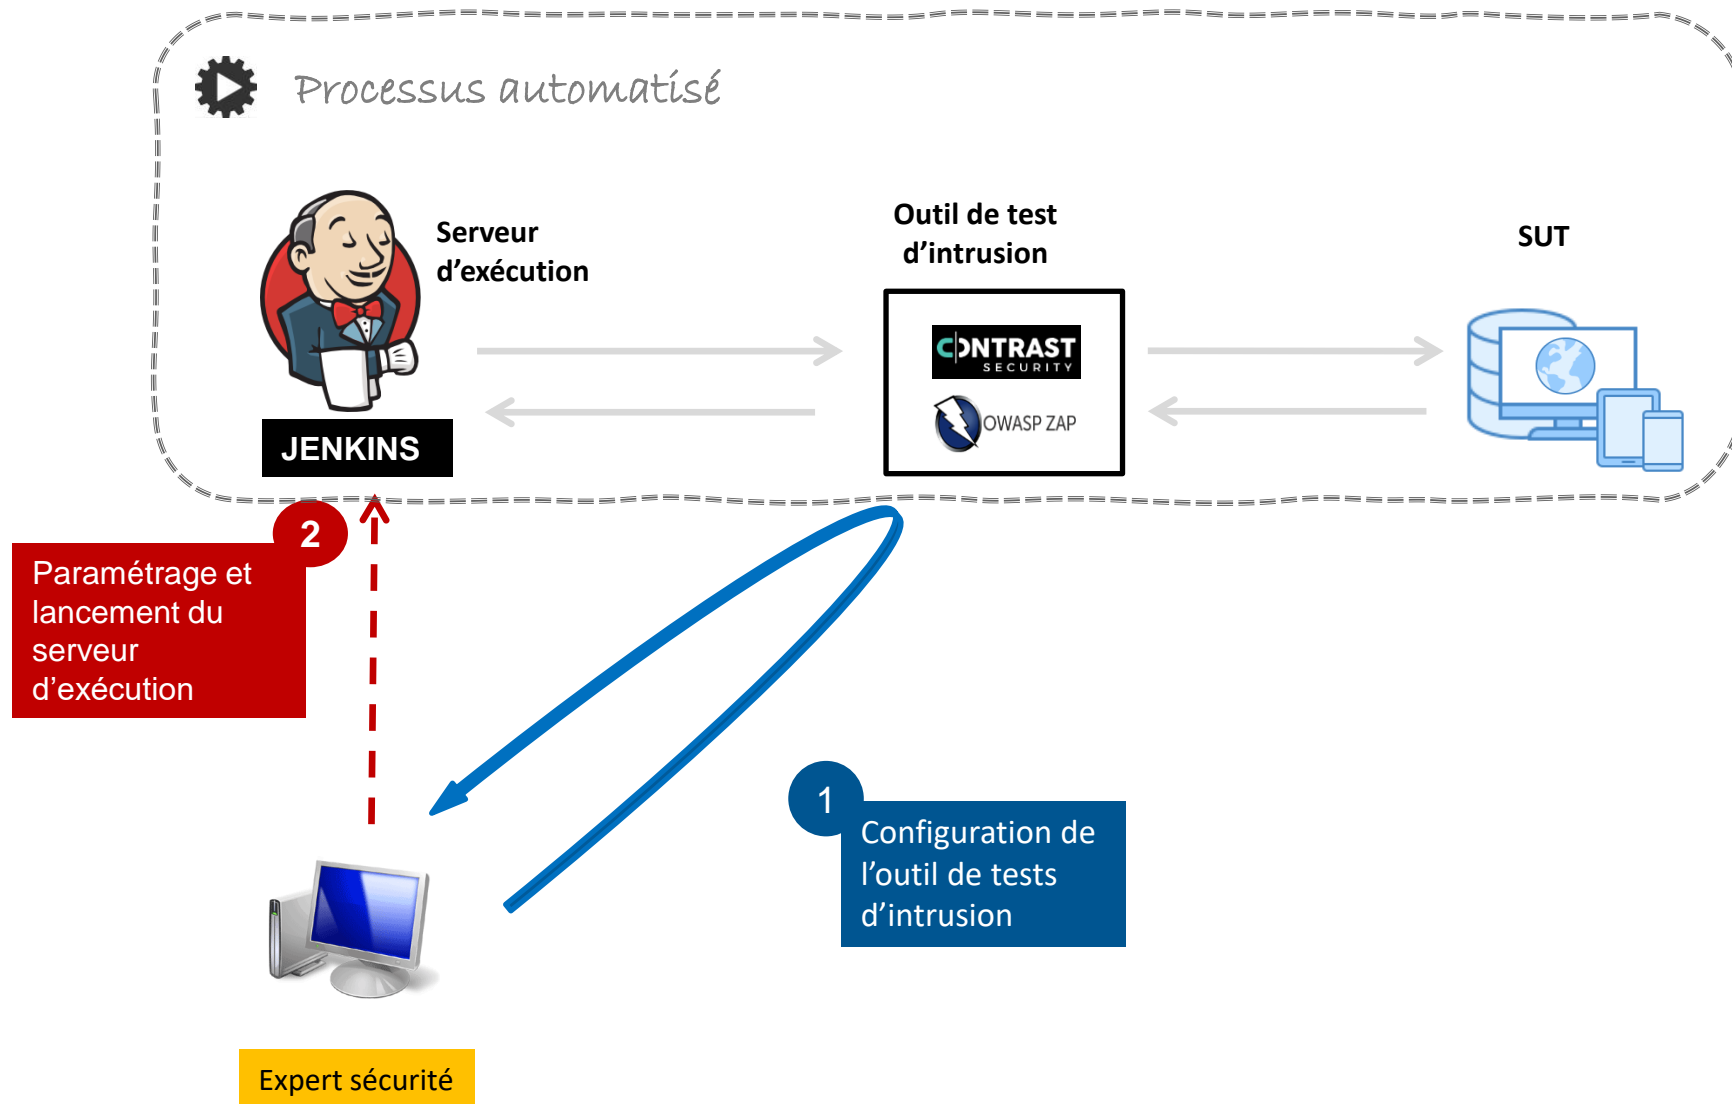 Processus automatisé
Serveur
d’exécution
Outil de test
d’intrusion
SUT
CONTRAST
SECURITY
OWASP ZAP
JENKINS
2
Paramétrage et
lancement du
serveur
d’exécution
1
Configuration de
l’outil de tests
d’intrusion
Expert sécurité